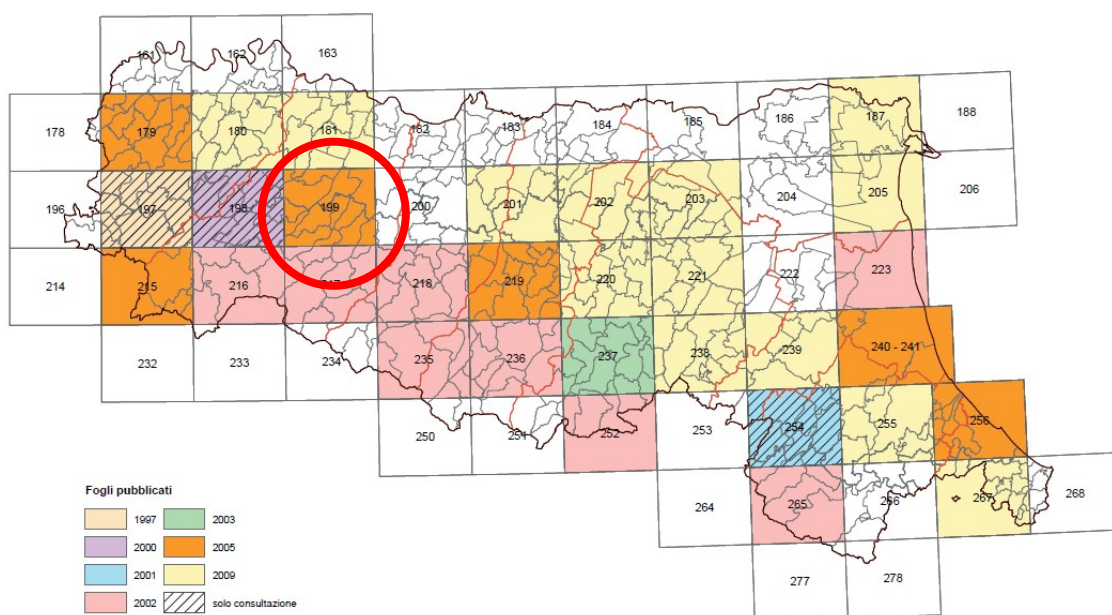 161 162 163
178 179 180 181 182 183 184 185 186 187 188
196 197 198 199 200 201 202 203 204 205 206
214 215 216 217 218 219 220 221 222 223
232 233 234 235 236 237 238 239 240 - 241
250 251 252 253 254 255 256
264 265 266 267 268
277 278
Fogli pubblicati
1997 2003
2000 2005
2001 2009
2002 solo consultazione